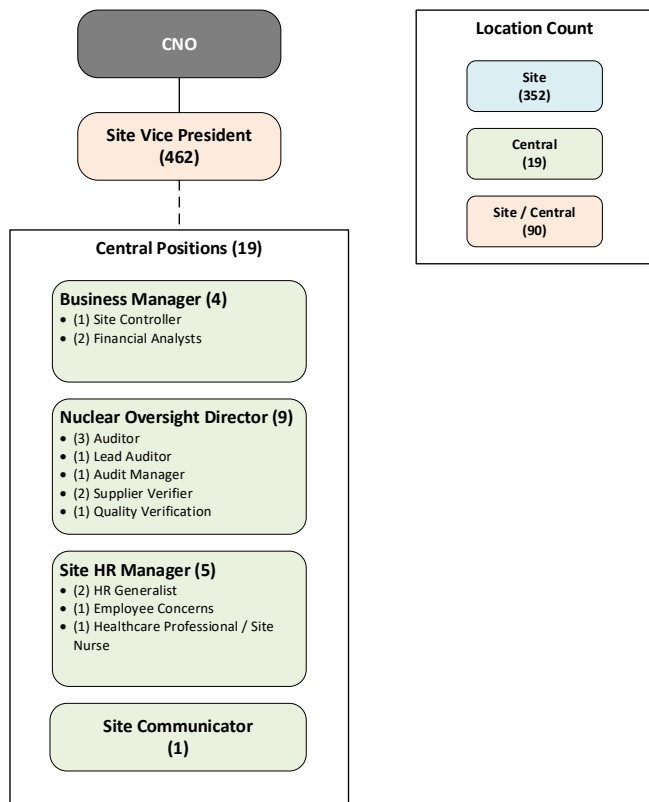 CNO
Site Vice President
(462)
Central Positions (19)
Business Manager (4)
• (1) Site Controller
• (2) Financial Analysts
Nuclear Oversight Director (9)
• (3) Auditor
• (1) Lead Auditor
• (1) Audit Manager
• (2) Supplier Verifier
• (1) Quality Verification
Site HR Manager (5)
• (2) HR Generalist
• (1) Employee Concerns
• (1) Healthcare Professional / Site
Nurse
Site Communicator
(1)
Location Count
Site
(352)
Central
(19)
Site / Central
(90)